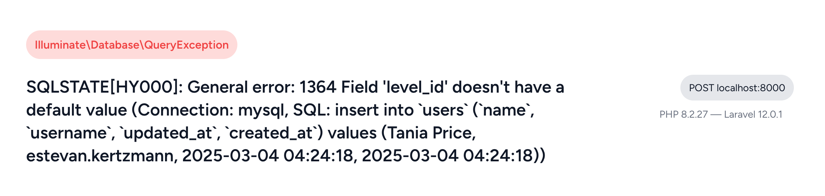 Illuminate\Database\QueryException
SQLSTATE[HY000]: General error: 1364 Field 'level_id' doesn't have a
default value (Connection: mysql, SQL: insert into `users` (`name`,
`username`, `updated_at`, `created_at`) values (Tania Price,
estevan.kertzmann, 2025-03-04 04:24:18, 2025-03-04 04:24:18))
POST localhost:8000
PHP 8.2.27 — Laravel 12.0.1